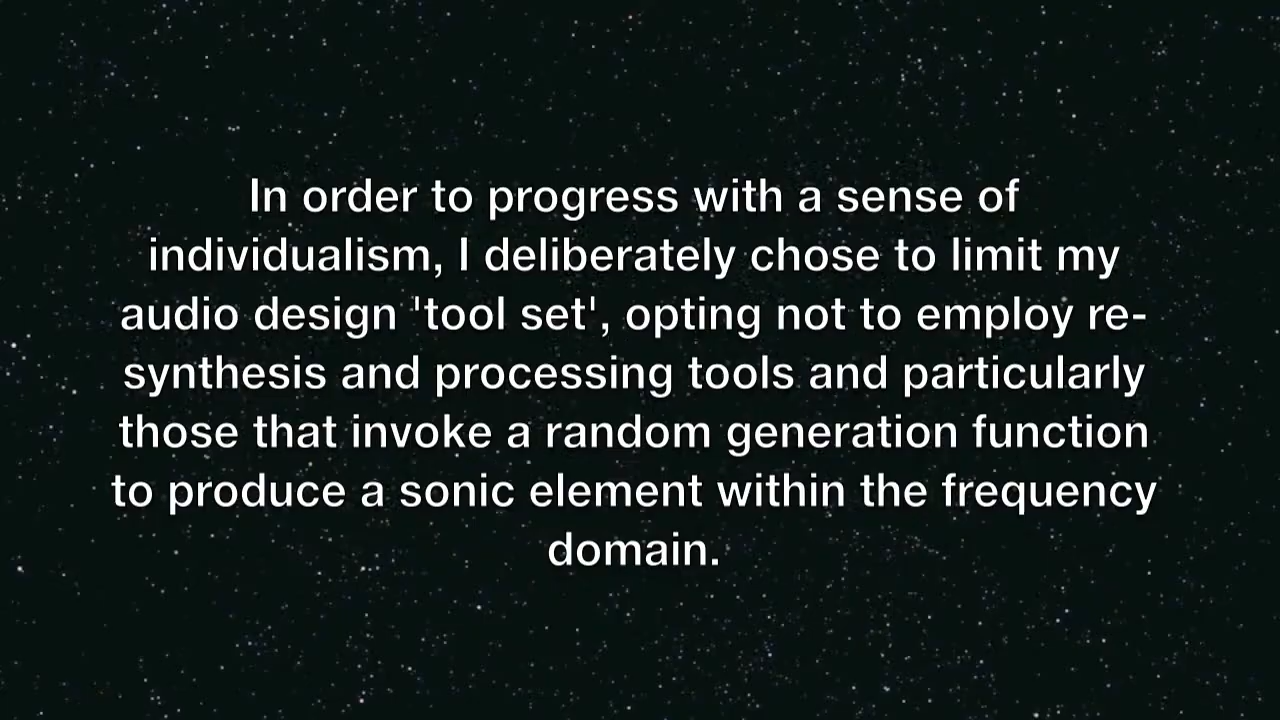 In order to progress with a sense of
individualism, I deliberately chose to limit my
audio design 'tool set', opting not to employ re-
synthesis and processing tools and particularly
those that invoke a random generation function
to produce a sonic element within the frequency
domain.